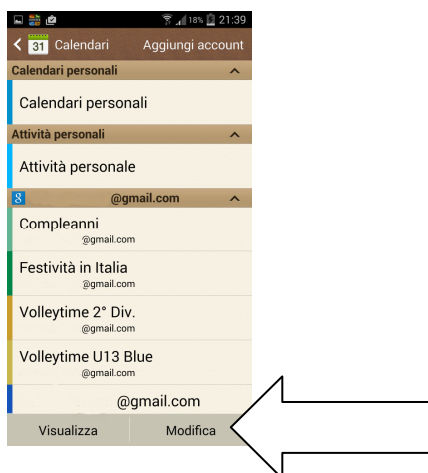 18% 21:39
31 Calendari Aggiungi account
Calendari personali
Calendari personali
Attività personali
Attività personale
8 @gmail.com
Compleanni
@gmail.com
Festività in Italia
@gmail.com
Volleytime 2° Div.
@gmail.com
Volleytime U13 Blue
@gmail.com
@gmail.com
Visualizza Modifica